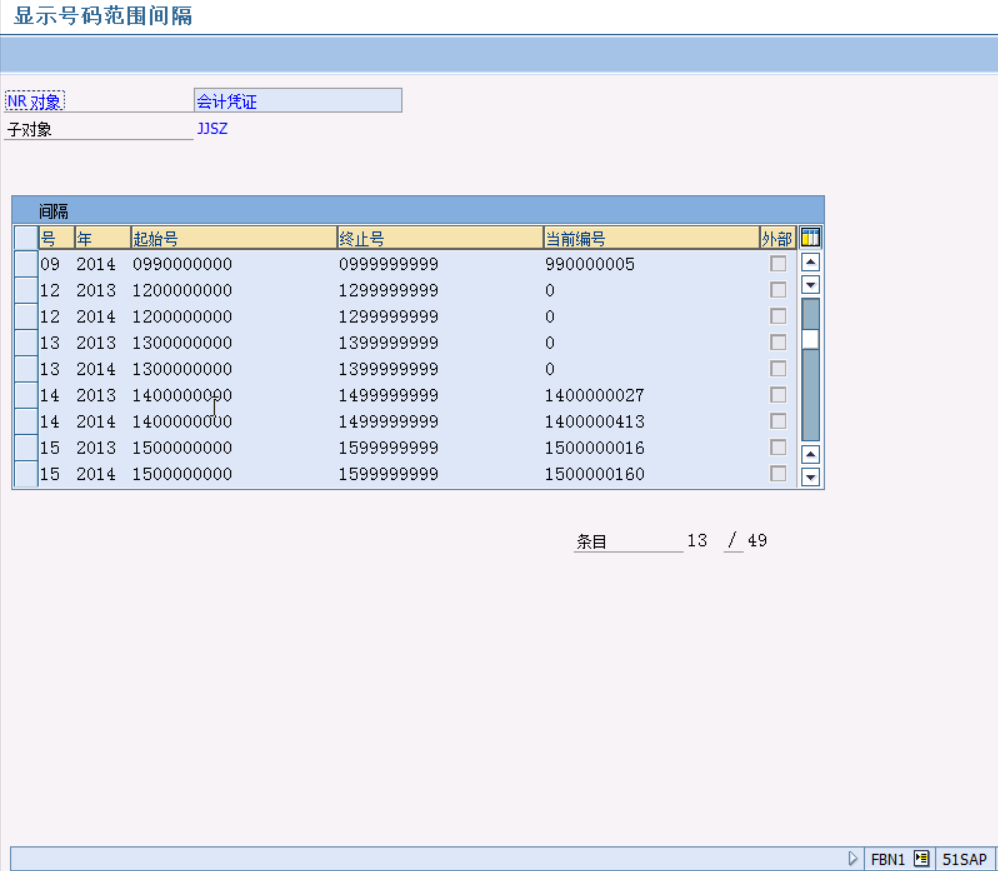 显示号码范围间隔
NR 对象 会计凭证
子对象 JJSZ
间隔
号 年 起始号 终止号 当前编号 外部
09 2014 0990000000 0999999999 990000005
12 2013 1200000000 1299999999 0
12 2014 1200000000 1299999999 0
13 2013 1300000000 1399999999 0
13 2014 1300000000 1399999999 0
14 2013 1400000000 1499999999 1400000027
14 2014 1400000000 1499999999 1400000413
15 2013 1500000000 1599999999 1500000016
15 2014 1500000000 1599999999 1500000160
条目 13 / 49
FBN1 51SAP